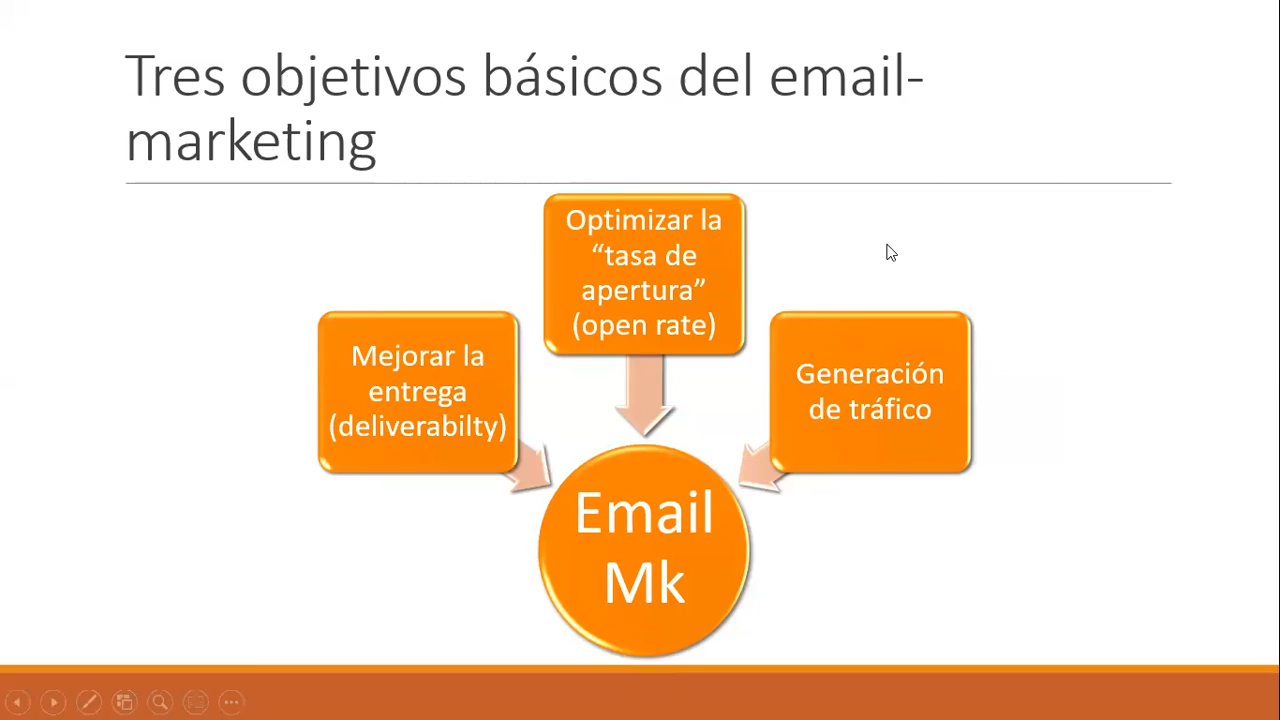 Tres objetivos básicos del email-
marketing
Optimizar la
“tasa de
apertura”
(open rate)
Mejorar la
entrega
(deliverabilty)
Generación
de tráfico
Email
Mk